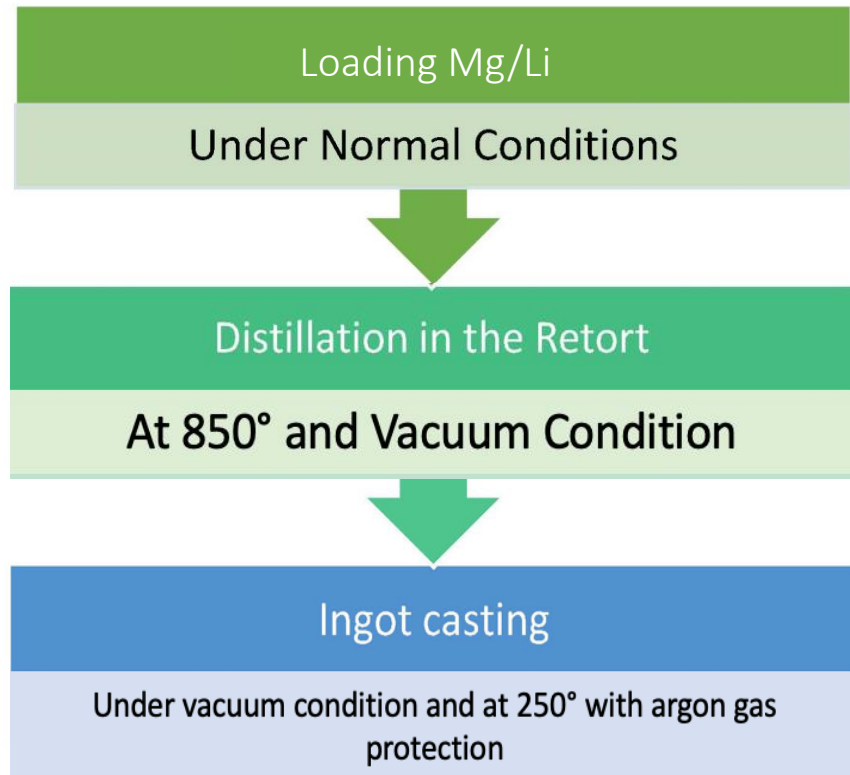 Loading Mg/Li
Under Normal Conditions
Distillation in the Retort
At 850° and Vacuum Condition
Ingot casting
Under vacuum condition and at 250° with argon gas
protection